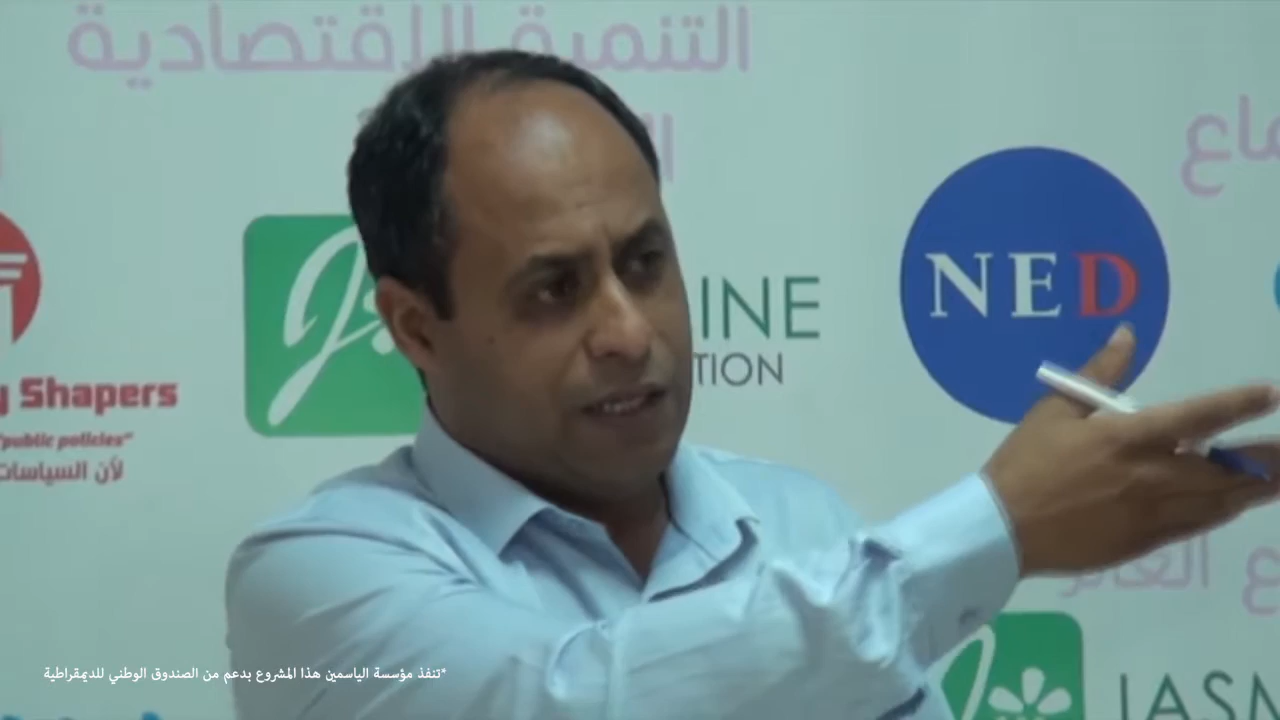 التنمية الاقتصادية
INE
TION
NED
Shapers
"public policies"
لأن السياسات
JASM
*تنفذ مؤسسة الياسمين هذا المشروع بدعم من الصندوق الوطني للديمقراطية